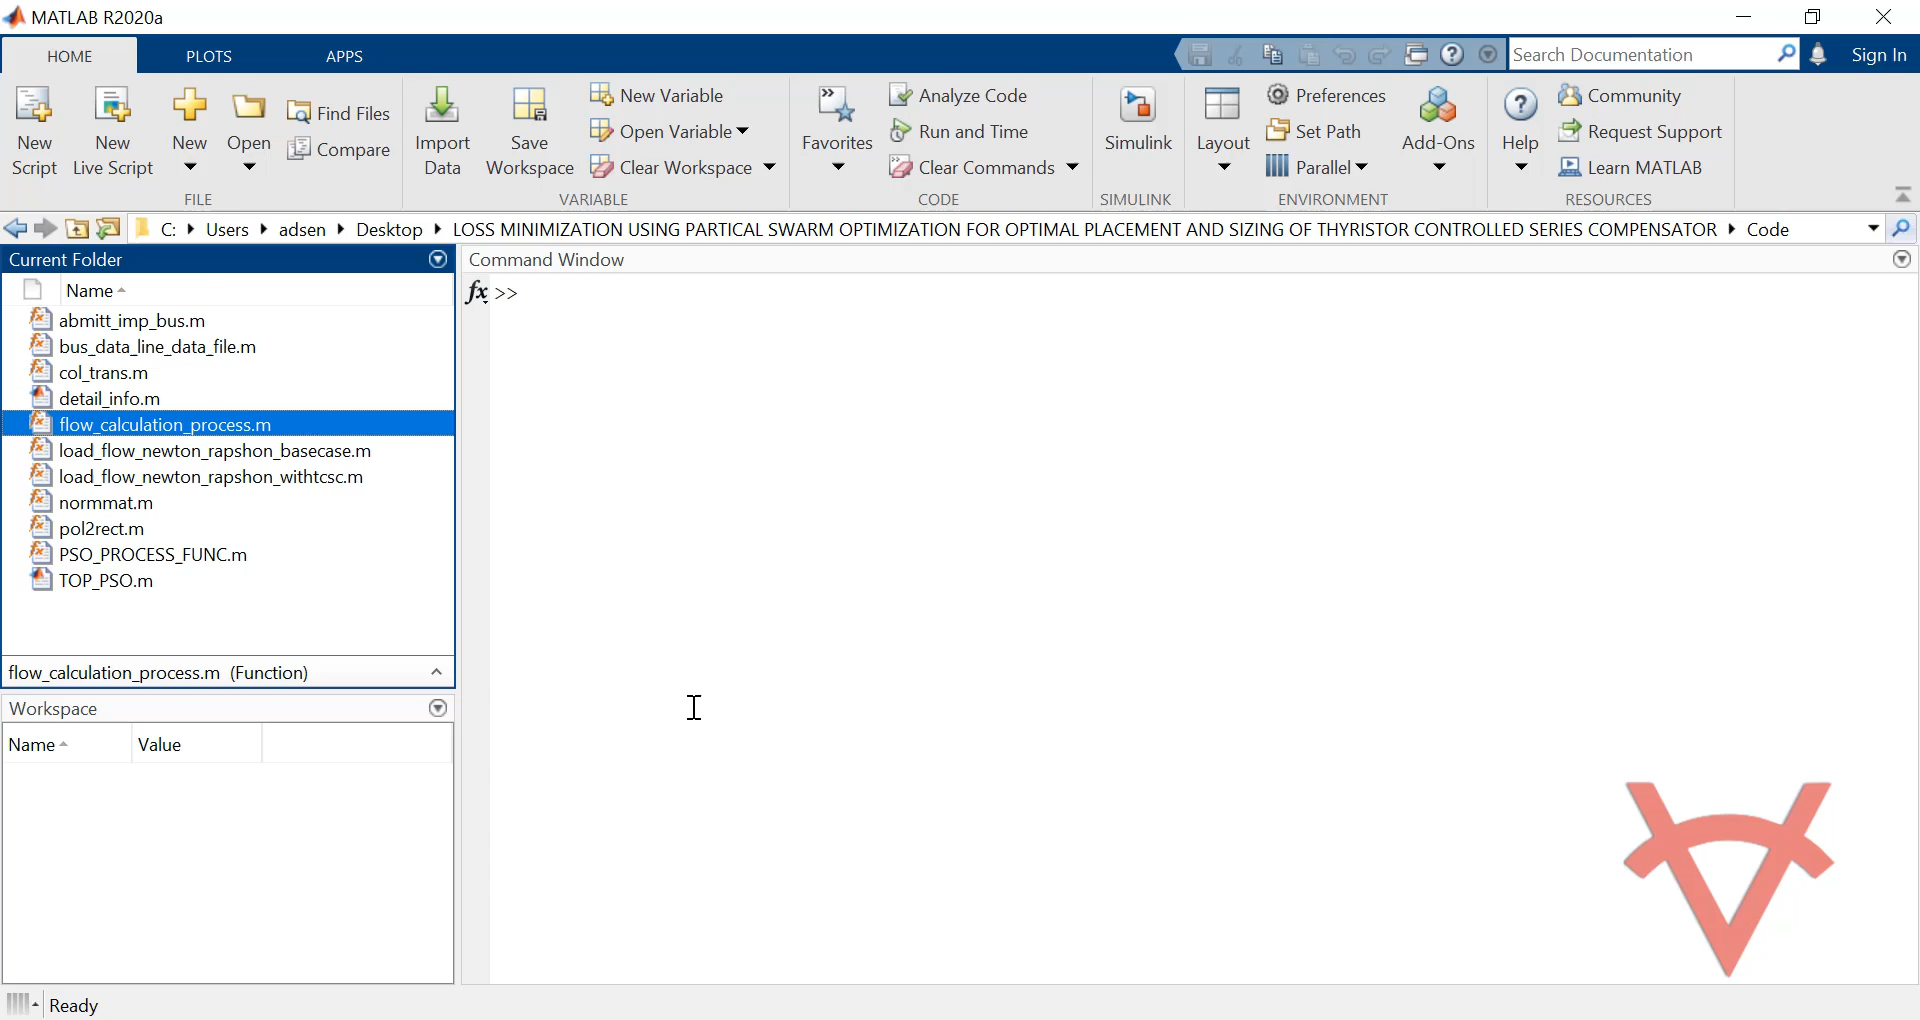 MATLAB R2020a
HOME PLOTS APPS
Search Documentation
Sign In
New Script
New Live Script
New
Open
Find Files
Compare
FILE
Import Data
Save Workspace
New Variable
Open Variable
Clear Workspace
VARIABLE
Favorites
Analyze Code
Run and Time
Clear Commands
CODE
Simulink
SIMULINK
Layout
Preferences
Set Path
Parallel
Add-Ons
ENVIRONMENT
Help
Community
Request Support
Learn MATLAB
RESOURCES
C: Users adsen Desktop LOSS MINIMIZATION USING PARTICAL SWARM OPTIMIZATION FOR OPTIMAL PLACEMENT AND SIZING OF THYRISTOR CONTROLLED SERIES COMPENSATOR Code
Current Folder
Name
abmitt_imp_bus.m
bus_data_line_data_file.m
col_trans.m
detail_info.m
flow_calculation_process.m
load_flow_newton_rapshon_basecase.m
load_flow_newton_rapshon_withtcsc.m
normmat.m
pol2rect.m
PSO_PROCESS_FUNC.m
TOP_PSO.m
flow_calculation_process.m (Function)
Workspace
Name Value
Command Window
fx >>
Ready